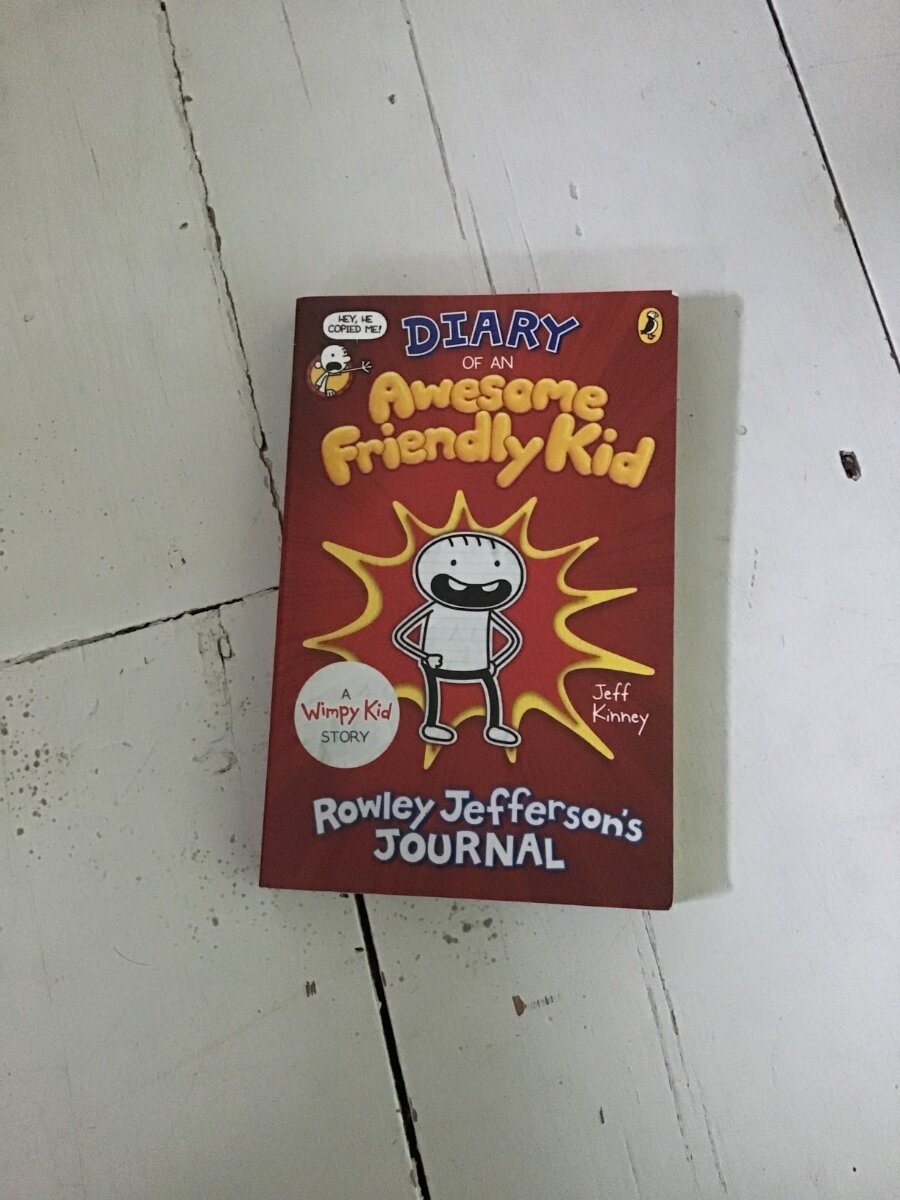 HEY, HE
COPIED ME!
DIARY
OF AN
Awesome
Friendly Kid
A
Wimpy Kid
STORY
Jeff
Kinney
Rowley Jefferson's
JOURNAL